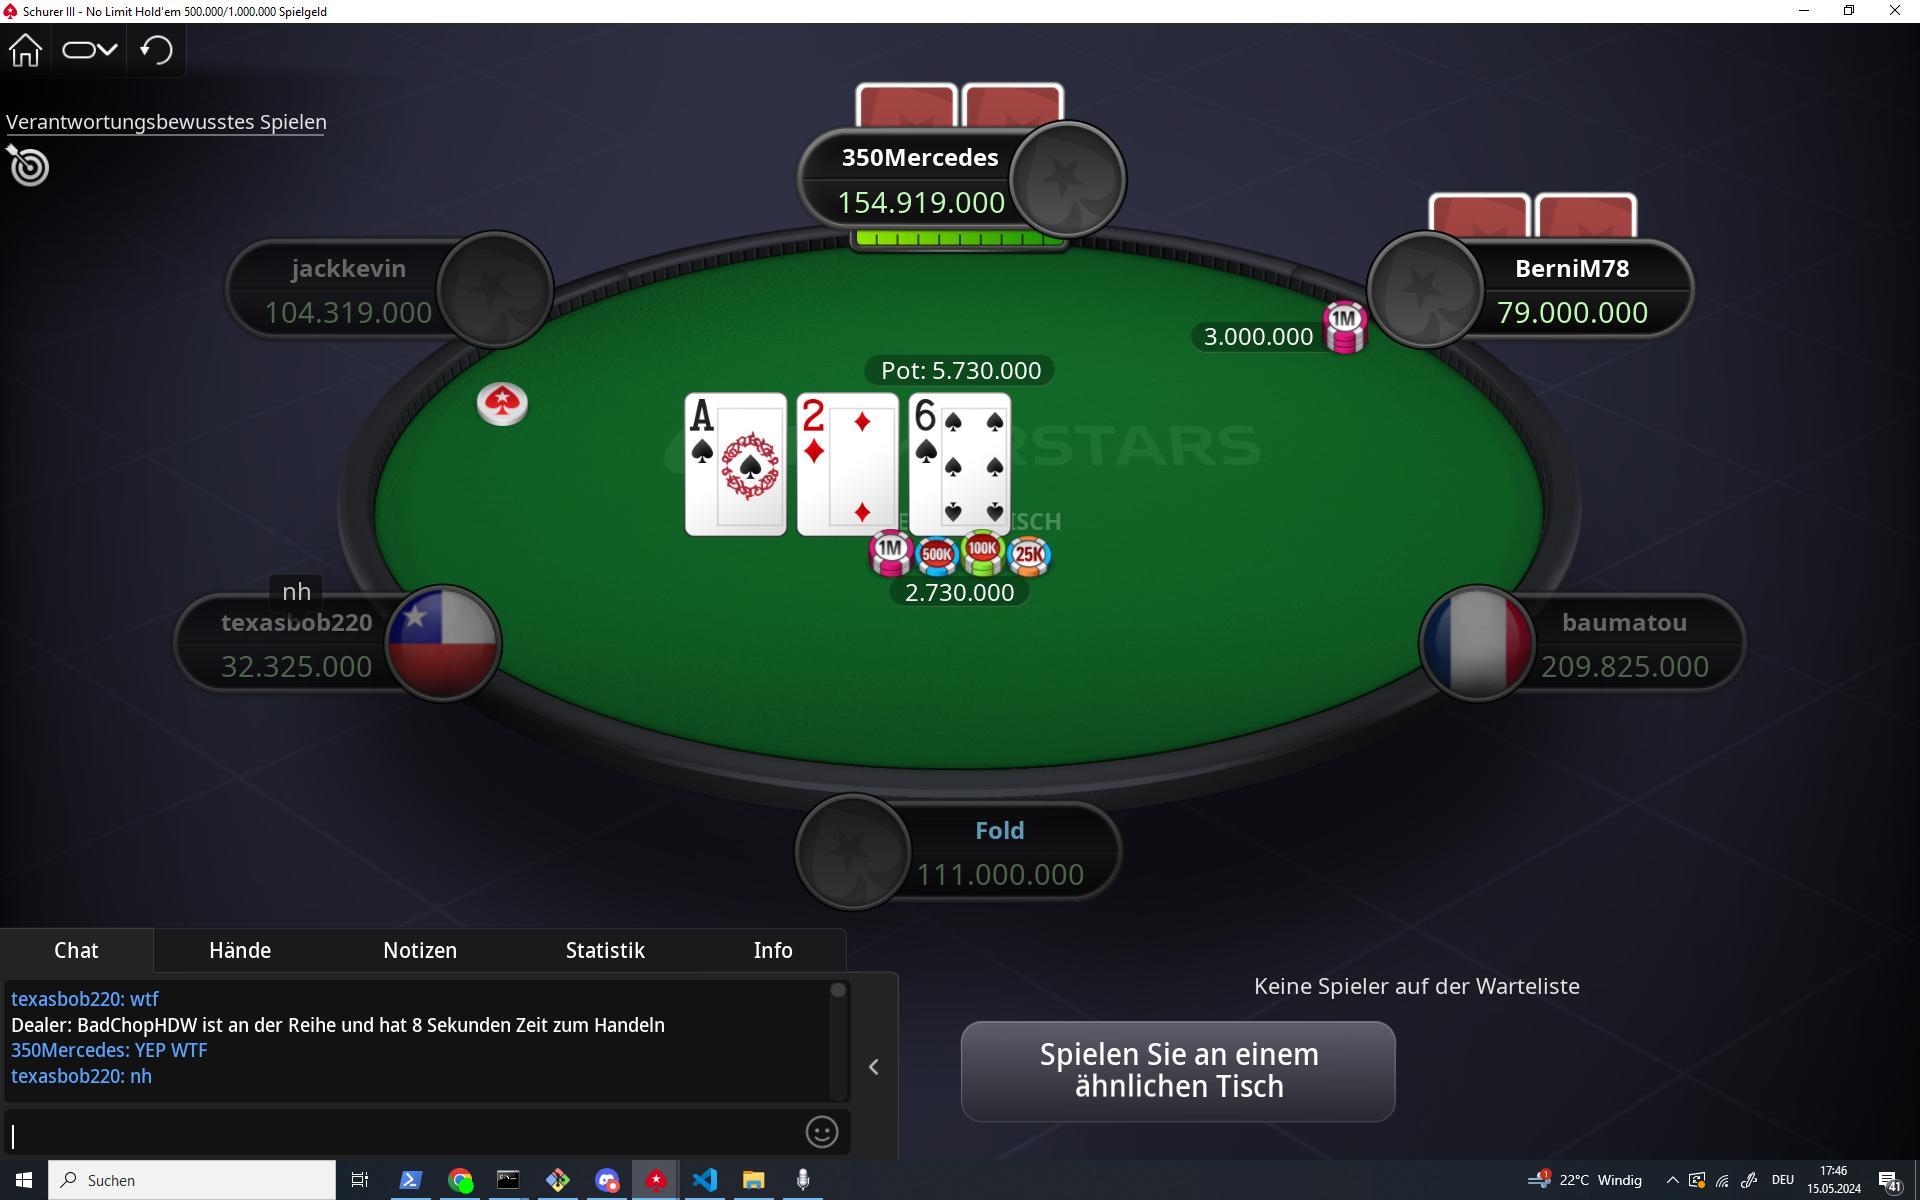 Schurer III - No Limit Hold'em 500.000/1.000.000 Spielgeld
Verantwortungsbewusstes Spielen
350Mercedes
154.919.000
jackkevin
104.319.000
BerniM78
79.000.000
3.000.000
1M
Pot: 5.730.000
A
2
6
RSTARS
ISCH
1M
500K
100K
25K
2.730.000
nh
texasbob220
32.325.000
baumatou
209.825.000
Fold
111.000.000
Chat
Hände
Notizen
Statistik
Info
texasbob220: wtf
Dealer: BadChopHDW ist an der Reihe und hat 8 Sekunden Zeit zum Handeln
350Mercedes: YEP WTF
texasbob220: nh
Keine Spieler auf der Warteliste
Spielen Sie an einem
ähnlichen Tisch
Suchen
1
22°C Windig
DEU
17:46
15.05.2024
41